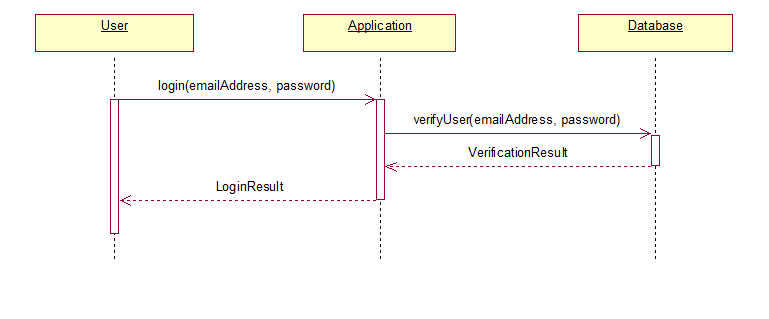 User
Application
Database
login(emailAddress, password)
verifyUser(emailAddress, password)
VerificationResult
LoginResult